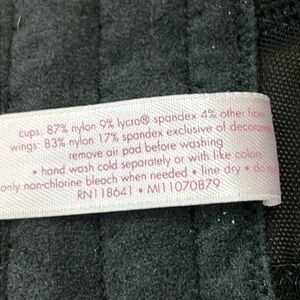 cups: 87% nylon 9% lycra® spandex 4% other fiber
wings: 83% nylon 17% spandex exclusive of
remove air pad before washing
• hand wash cold separately or with like colors
only non-chlorine bleach when needed • line dry • do
RN118641 • MI11070879